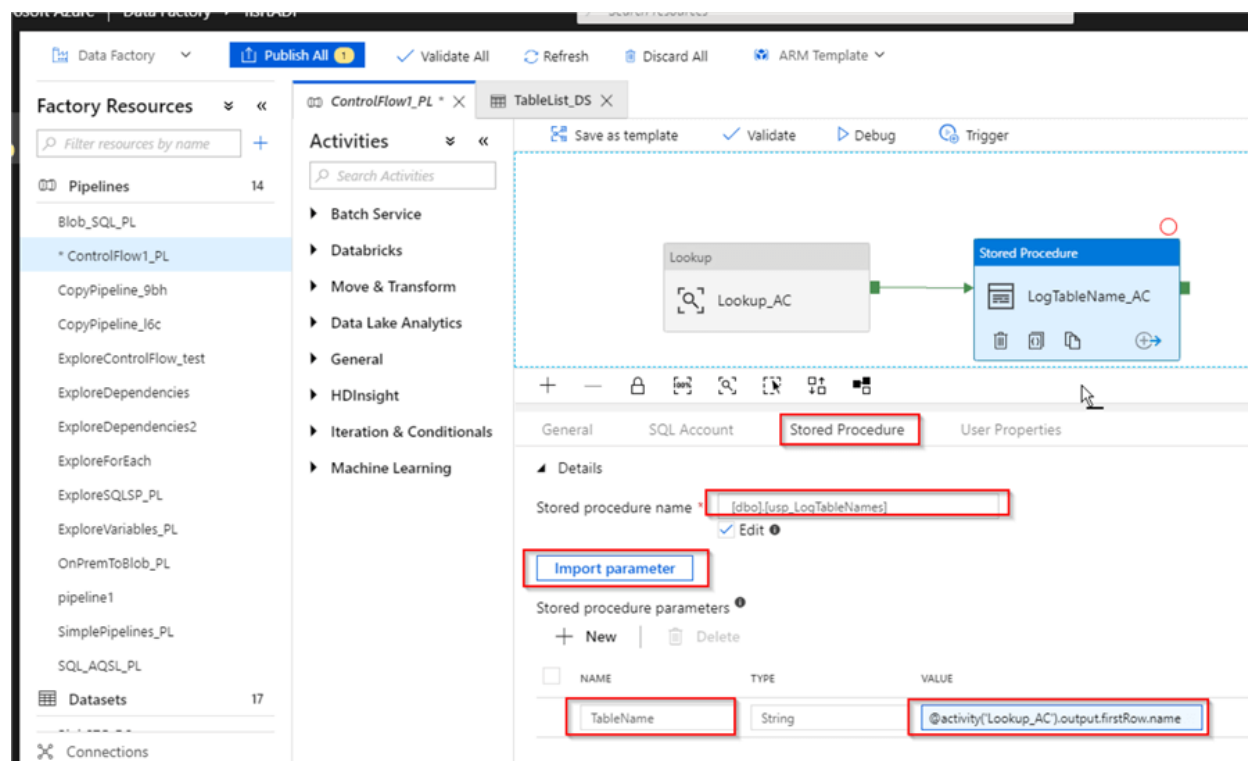 Data Factory
Search resources
Data Factory
Publish All 1
Validate All
Refresh
Discard All
ARM Template
Factory Resources
Filter resources by name
Pipelines 14
Blob_SQL_PL
* ControlFlow1_PL
CopyPipeline_9bh
CopyPipeline_l6c
ExploreControlFlow_test
ExploreDependencies
ExploreDependencies2
ExploreForEach
ExploreSQLSP_PL
ExploreVariables_PL
OnPremToBlob_PL
pipeline1
SimplePipelines_PL
SQL_AQSL_PL
Datasets 17
Connections
ControlFlow1_PL *
TableList_DS
Activities
Search Activities
Batch Service
Databricks
Move & Transform
Data Lake Analytics
General
HDInsight
Iteration & Conditionals
Machine Learning
Save as template
Validate
Debug
Trigger
Lookup
Lookup_AC
Stored Procedure
LogTableName_AC
100%
General
SQL Account
Stored Procedure
User Properties
Details
Stored procedure name *
[dbo].[usp_LogTableNames]
Edit
Import parameter
Stored procedure parameters
New
Delete
NAME TYPE VALUE
TableName String @activity('Lookup_AC').output.firstRow.name